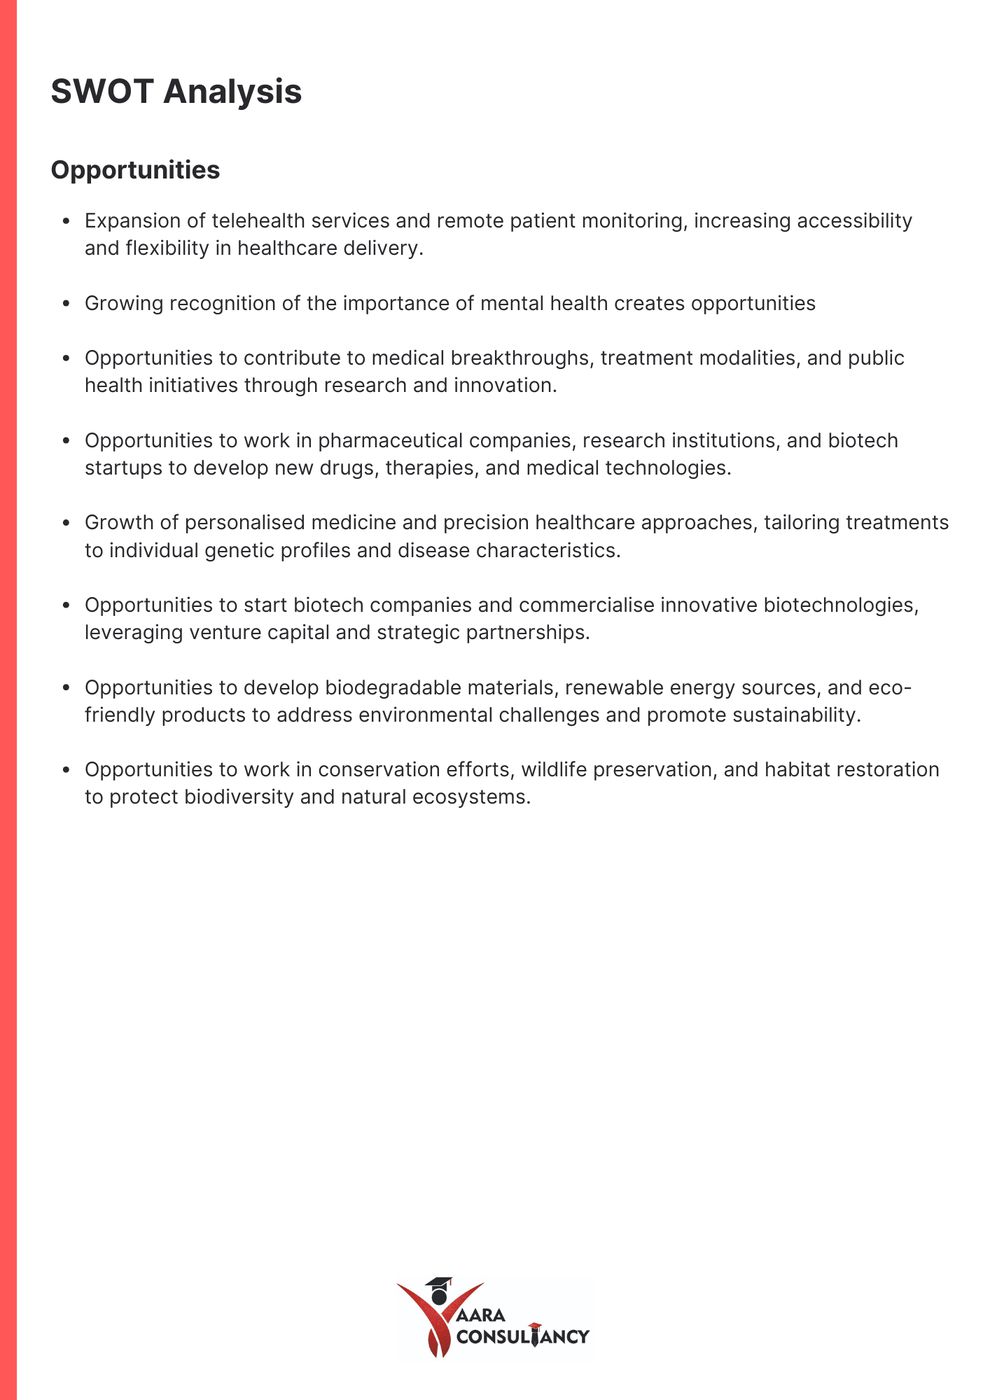 SWOT Analysis
Opportunities
• Expansion of telehealth services and remote patient monitoring, increasing accessibility
and flexibility in healthcare delivery.
• Growing recognition of the importance of mental health creates opportunities
• Opportunities to contribute to medical breakthroughs, treatment modalities, and public
health initiatives through research and innovation.
• Opportunities to work in pharmaceutical companies, research institutions, and biotech
startups to develop new drugs, therapies, and medical technologies.
• Growth of personalised medicine and precision healthcare approaches, tailoring treatments
to individual genetic profiles and disease characteristics.
• Opportunities to start biotech companies and commercialise innovative biotechnologies,
leveraging venture capital and strategic partnerships.
• Opportunities to develop biodegradable materials, renewable energy sources, and eco-
friendly products to address environmental challenges and promote sustainability.
• Opportunities to work in conservation efforts, wildlife preservation, and habitat restoration
to protect biodiversity and natural ecosystems.
AARA
CONSULTANCY